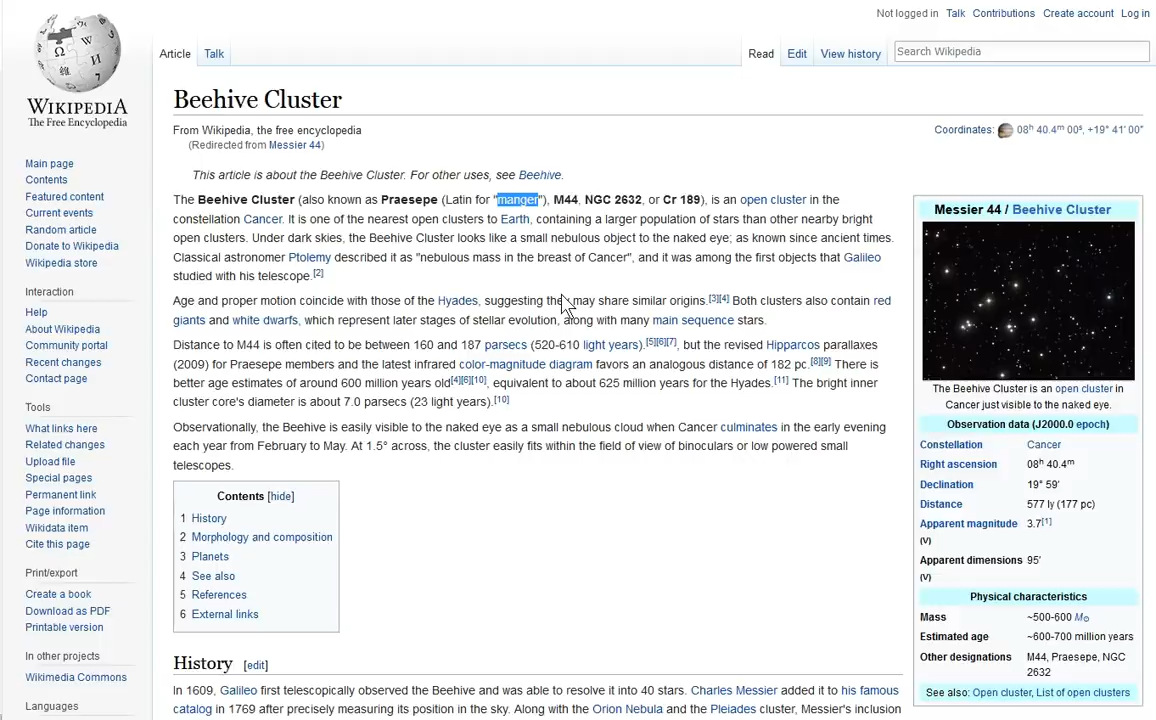 Not logged in Talk Contributions Create account Log in
Article Talk
Read Edit View history Search Wikipedia
WIKIPEDIA
The Free Encyclopedia
Main page
Contents
Featured content
Current events
Random article
Donate to Wikipedia
Wikipedia store
Interaction
Help
About Wikipedia
Community portal
Recent changes
Contact page
Tools
What links here
Related changes
Upload file
Special pages
Permanent link
Page information
Wikidata item
Cite this page
Print/export
Create a book
Download as PDF
Printable version
In other projects
Wikimedia Commons
Languages
Beehive Cluster
From Wikipedia, the free encyclopedia
(Redirected from Messier 44)
Coordinates: 08h 40.4m 00s, +19° 41′ 00″
This article is about the Beehive Cluster. For other uses, see Beehive.
The Beehive Cluster (also known as Praesepe (Latin for "manger"), M44, NGC 2632, or Cr 189), is an open cluster in the
constellation Cancer. It is one of the nearest open clusters to Earth, containing a larger population of stars than other nearby bright
open clusters. Under dark skies, the Beehive Cluster looks like a small nebulous object to the naked eye; as known since ancient times.
Classical astronomer Ptolemy described it as "nebulous mass in the breast of Cancer", and it was among the first objects that Galileo
studied with his telescope.[2]
Age and proper motion coincide with those of the Hyades, suggesting they may share similar origins.[3][4] Both clusters also contain red
giants and white dwarfs, which represent later stages of stellar evolution, along with many main sequence stars.
Distance to M44 is often cited to be between 160 and 187 parsecs (520-610 light years).[5][6][7], but the revised Hipparcos parallaxes
(2009) for Praesepe members and the latest infrared color-magnitude diagram favors an analogous distance of 182 pc.[8][9] There is
better age estimates of around 600 million years old[4][6][10], equivalent to about 625 million years for the Hyades.[11] The bright inner
cluster core's diameter is about 7.0 parsecs (23 light years).[10]
Observationally, the Beehive is easily visible to the naked eye as a small nebulous cloud when Cancer culminates in the early evening
each year from February to May. At 1.5° across, the cluster easily fits within the field of view of binoculars or low powered small
telescopes.
Contents [hide]
1 History
2 Morphology and composition
3 Planets
4 See also
5 References
6 External links
History [edit]
In 1609, Galileo first telescopically observed the Beehive and was able to resolve it into 40 stars. Charles Messier added it to his famous
catalog in 1769 after precisely measuring its position in the sky. Along with the Orion Nebula and the Pleiades cluster, Messier's inclusion
Messier 44 / Beehive Cluster
The Beehive Cluster is an open cluster in
Cancer just visible to the naked eye.
Observation data (J2000.0 epoch)
Constellation Cancer
Right ascension 08h 40.4m
Declination 19° 59′
Distance 577 ly (177 pc)
Apparent magnitude 3.7[1]
(V)
Apparent dimensions 95′
(V)
Physical characteristics
Mass ~500-600 M☉
Estimated age ~600-700 million years
Other designations M44, Praesepe, NGC
2632
See also: Open cluster, List of open clusters